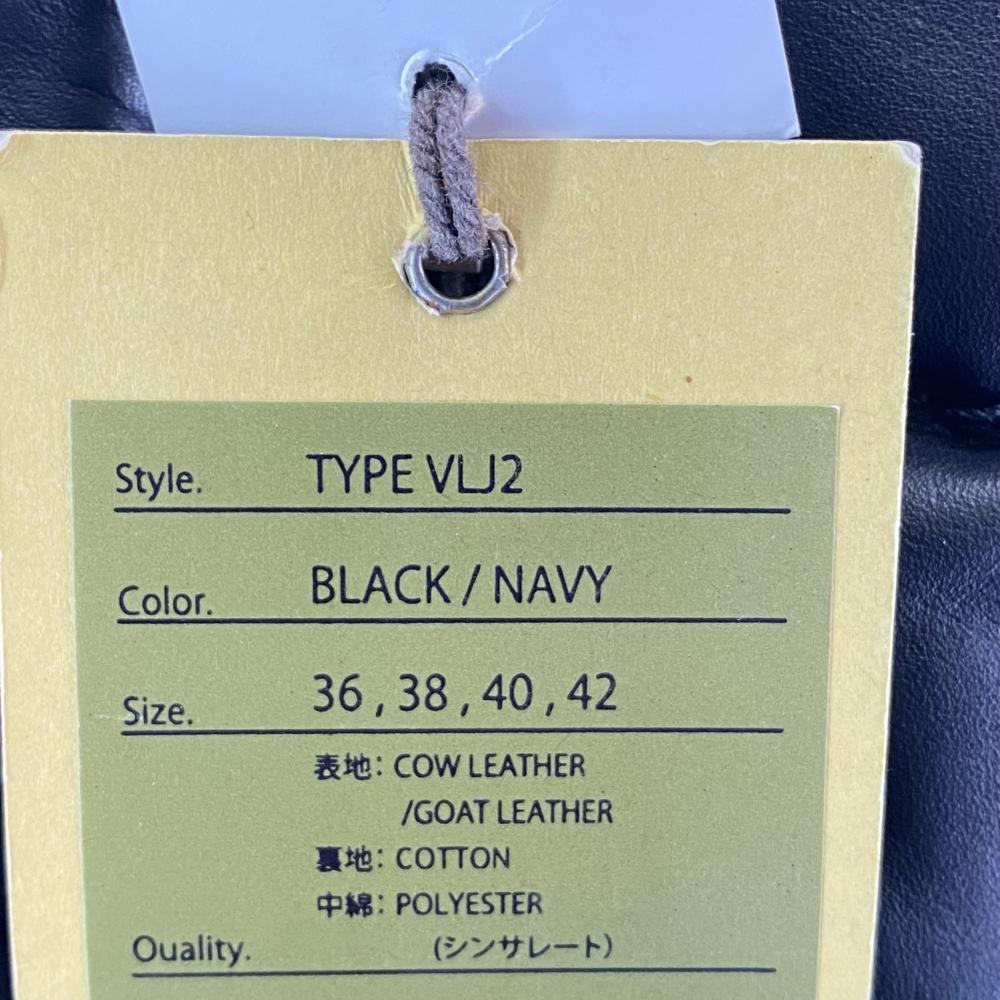 Style. TYPE VLJ2
Color. BLACK / NAVY
Size. 36 , 38 , 40 , 42
表地: COW LEATHER
/GOAT LEATHER
裏地: COTTON
中綿: POLYESTER
Ouality. (シンサレート)